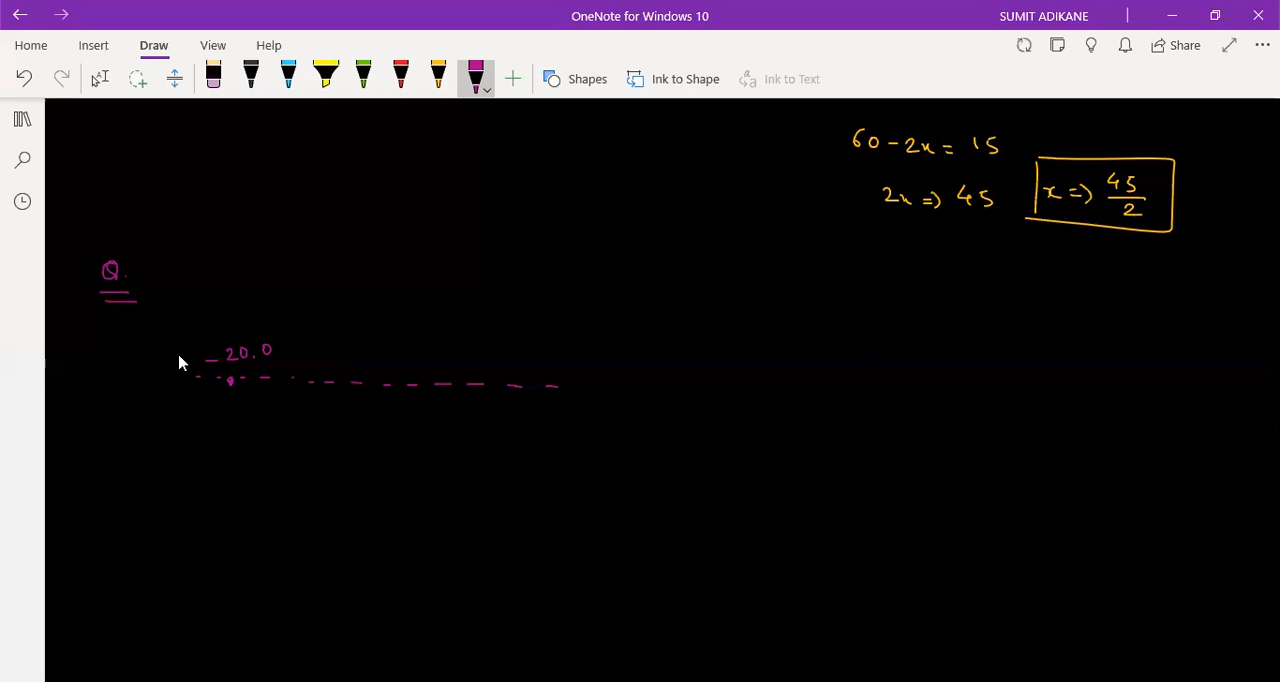 OneNote for Windows 10
SUMIT ADIKANE
Home Insert Draw View Help
Share
Shapes Ink to Shape Ink to Text
60 - 2x = 15
2x => 45
x => 45/2
Q.
- 20.0